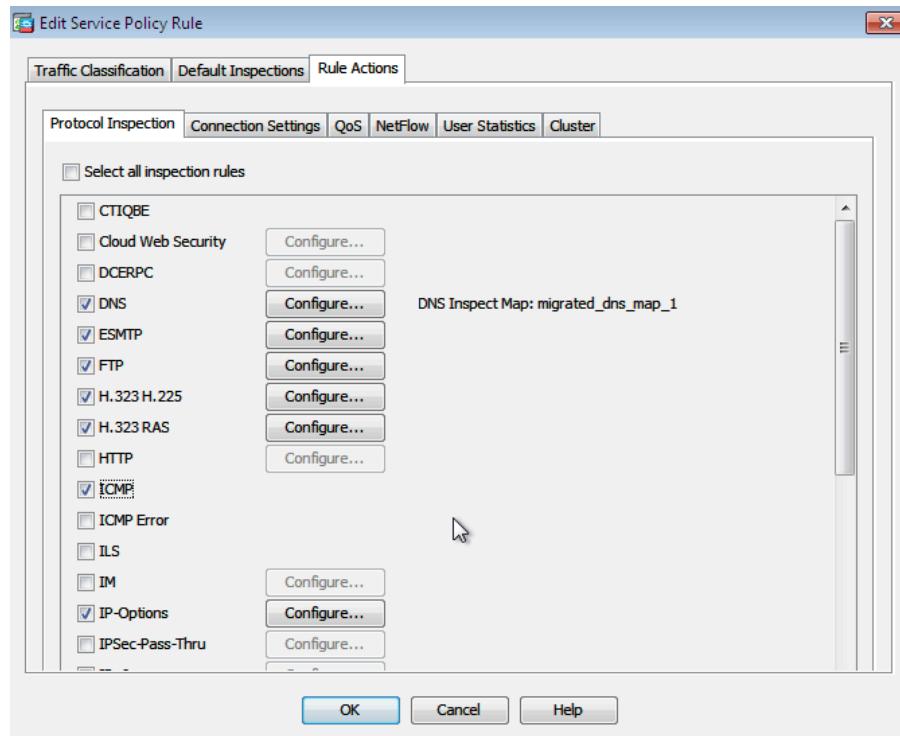 Edit Service Policy Rule
Traffic Classification Default Inspections Rule Actions
Protocol Inspection Connection Settings QoS NetFlow User Statistics Cluster
Select all inspection rules
CTIQBE
Cloud Web Security Configure...
DCERPC Configure...
DNS Configure... DNS Inspect Map: migrated_dns_map_1
ESMTP Configure...
FTP Configure...
H.323 H.225 Configure...
H.323 RAS Configure...
HTTP Configure...
ICMP
ICMP Error
ILS
IM Configure...
IP-Options Configure...
IPSec-Pass-Thru Configure...
OK Cancel Help